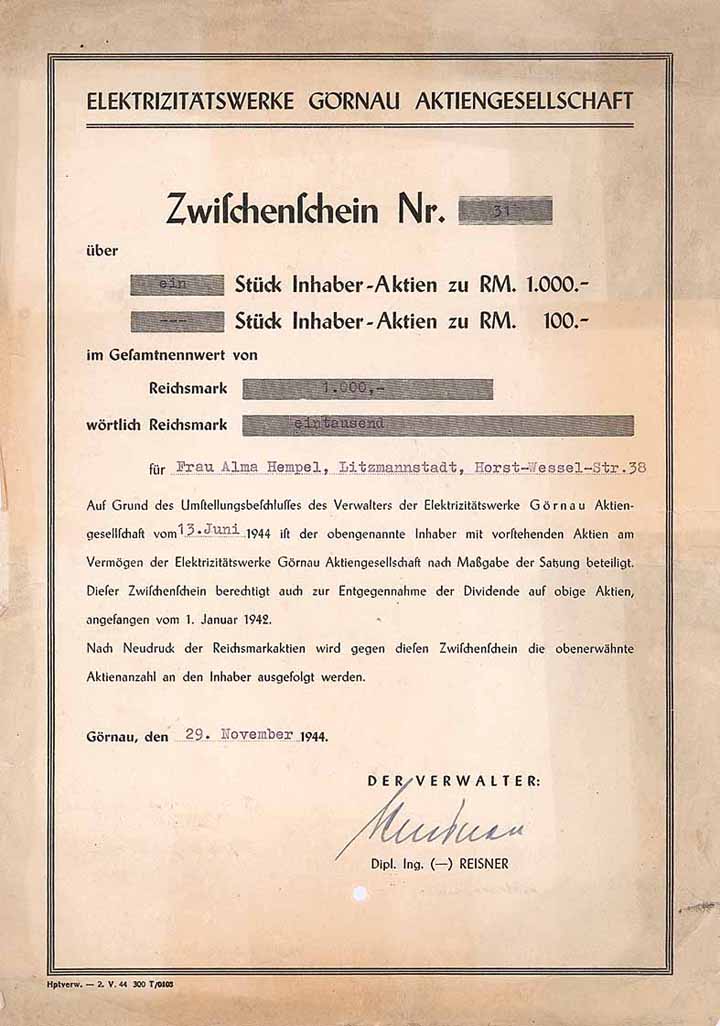 ELEKTRIZITÄTSWERKE GÖRNAU AKTIENGESELLSCHAFT
Zwiſchenſchein Nr. 31
über
ein Stück Inhaber-Aktien zu RM. 1.000.-
--- Stück Inhaber-Aktien zu RM. 100.-
im Geſamtnennwert von
Reichsmark 1.000,-
wörtlich Reichsmark eintausend
für Frau Alma Hempel, Litzmannstadt, Horst-Wessel-Str.38
Auf Grund des Umſtellungsbeſchluſſes des Verwalters der Elektrizitätswerke Görnau Aktien-
geſellſchaft vom 13.Juni 1944 iſt der obengenannte Inhaber mit vorſtehenden Aktien am
Vermögen der Elektrizitätswerke Görnau Aktiengeſellſchaft nach Maßgabe der Satzung beteiligt.
Dieſer Zwiſchenſchein berechtigt auch zur Entgegennahme der Dividende auf obige Aktien,
angefangen vom 1. Januar 1942.
Nach Neudruck der Reichsmarkaktien wird gegen dieſen Zwiſchenſchein die obenerwähnte
Aktienanzahl an den Inhaber ausgefolgt werden.
Görnau, den 29. November 1944.
DER VERWALTER:
Dipl. Ing. (—) REISNER
Hptverw. — 2. V. 44 300 T/0103